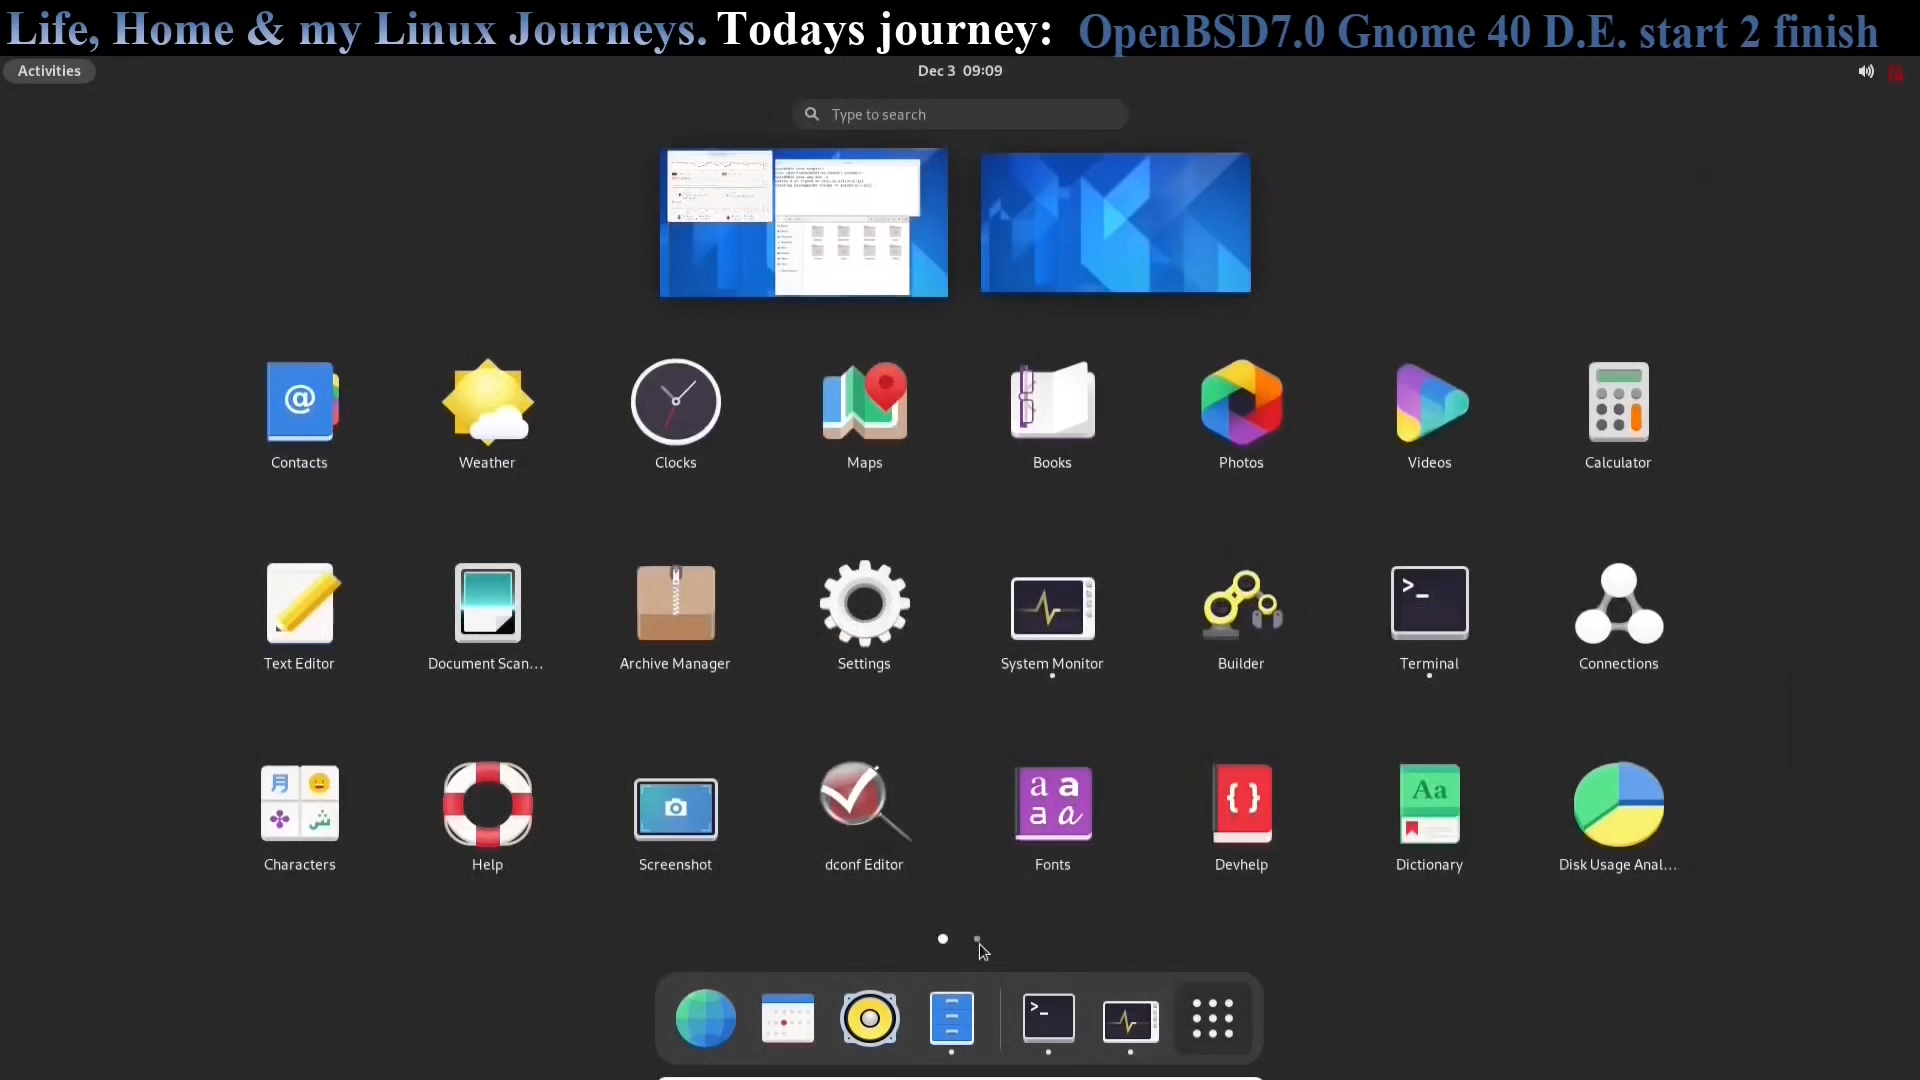 Life, Home & my Linux Journeys. Todays journey: OpenBSD7.0 Gnome 40 D.E. start 2 finish
Activities
Dec 3 09:09
Type to search
Contacts
Weather
Clocks
Maps
Books
Photos
Videos
Calculator
Text Editor
Document Scan...
Archive Manager
Settings
System Monitor
Builder
Terminal
Connections
Characters
Help
Screenshot
dconf Editor
Fonts
Devhelp
Dictionary
Disk Usage Anal...